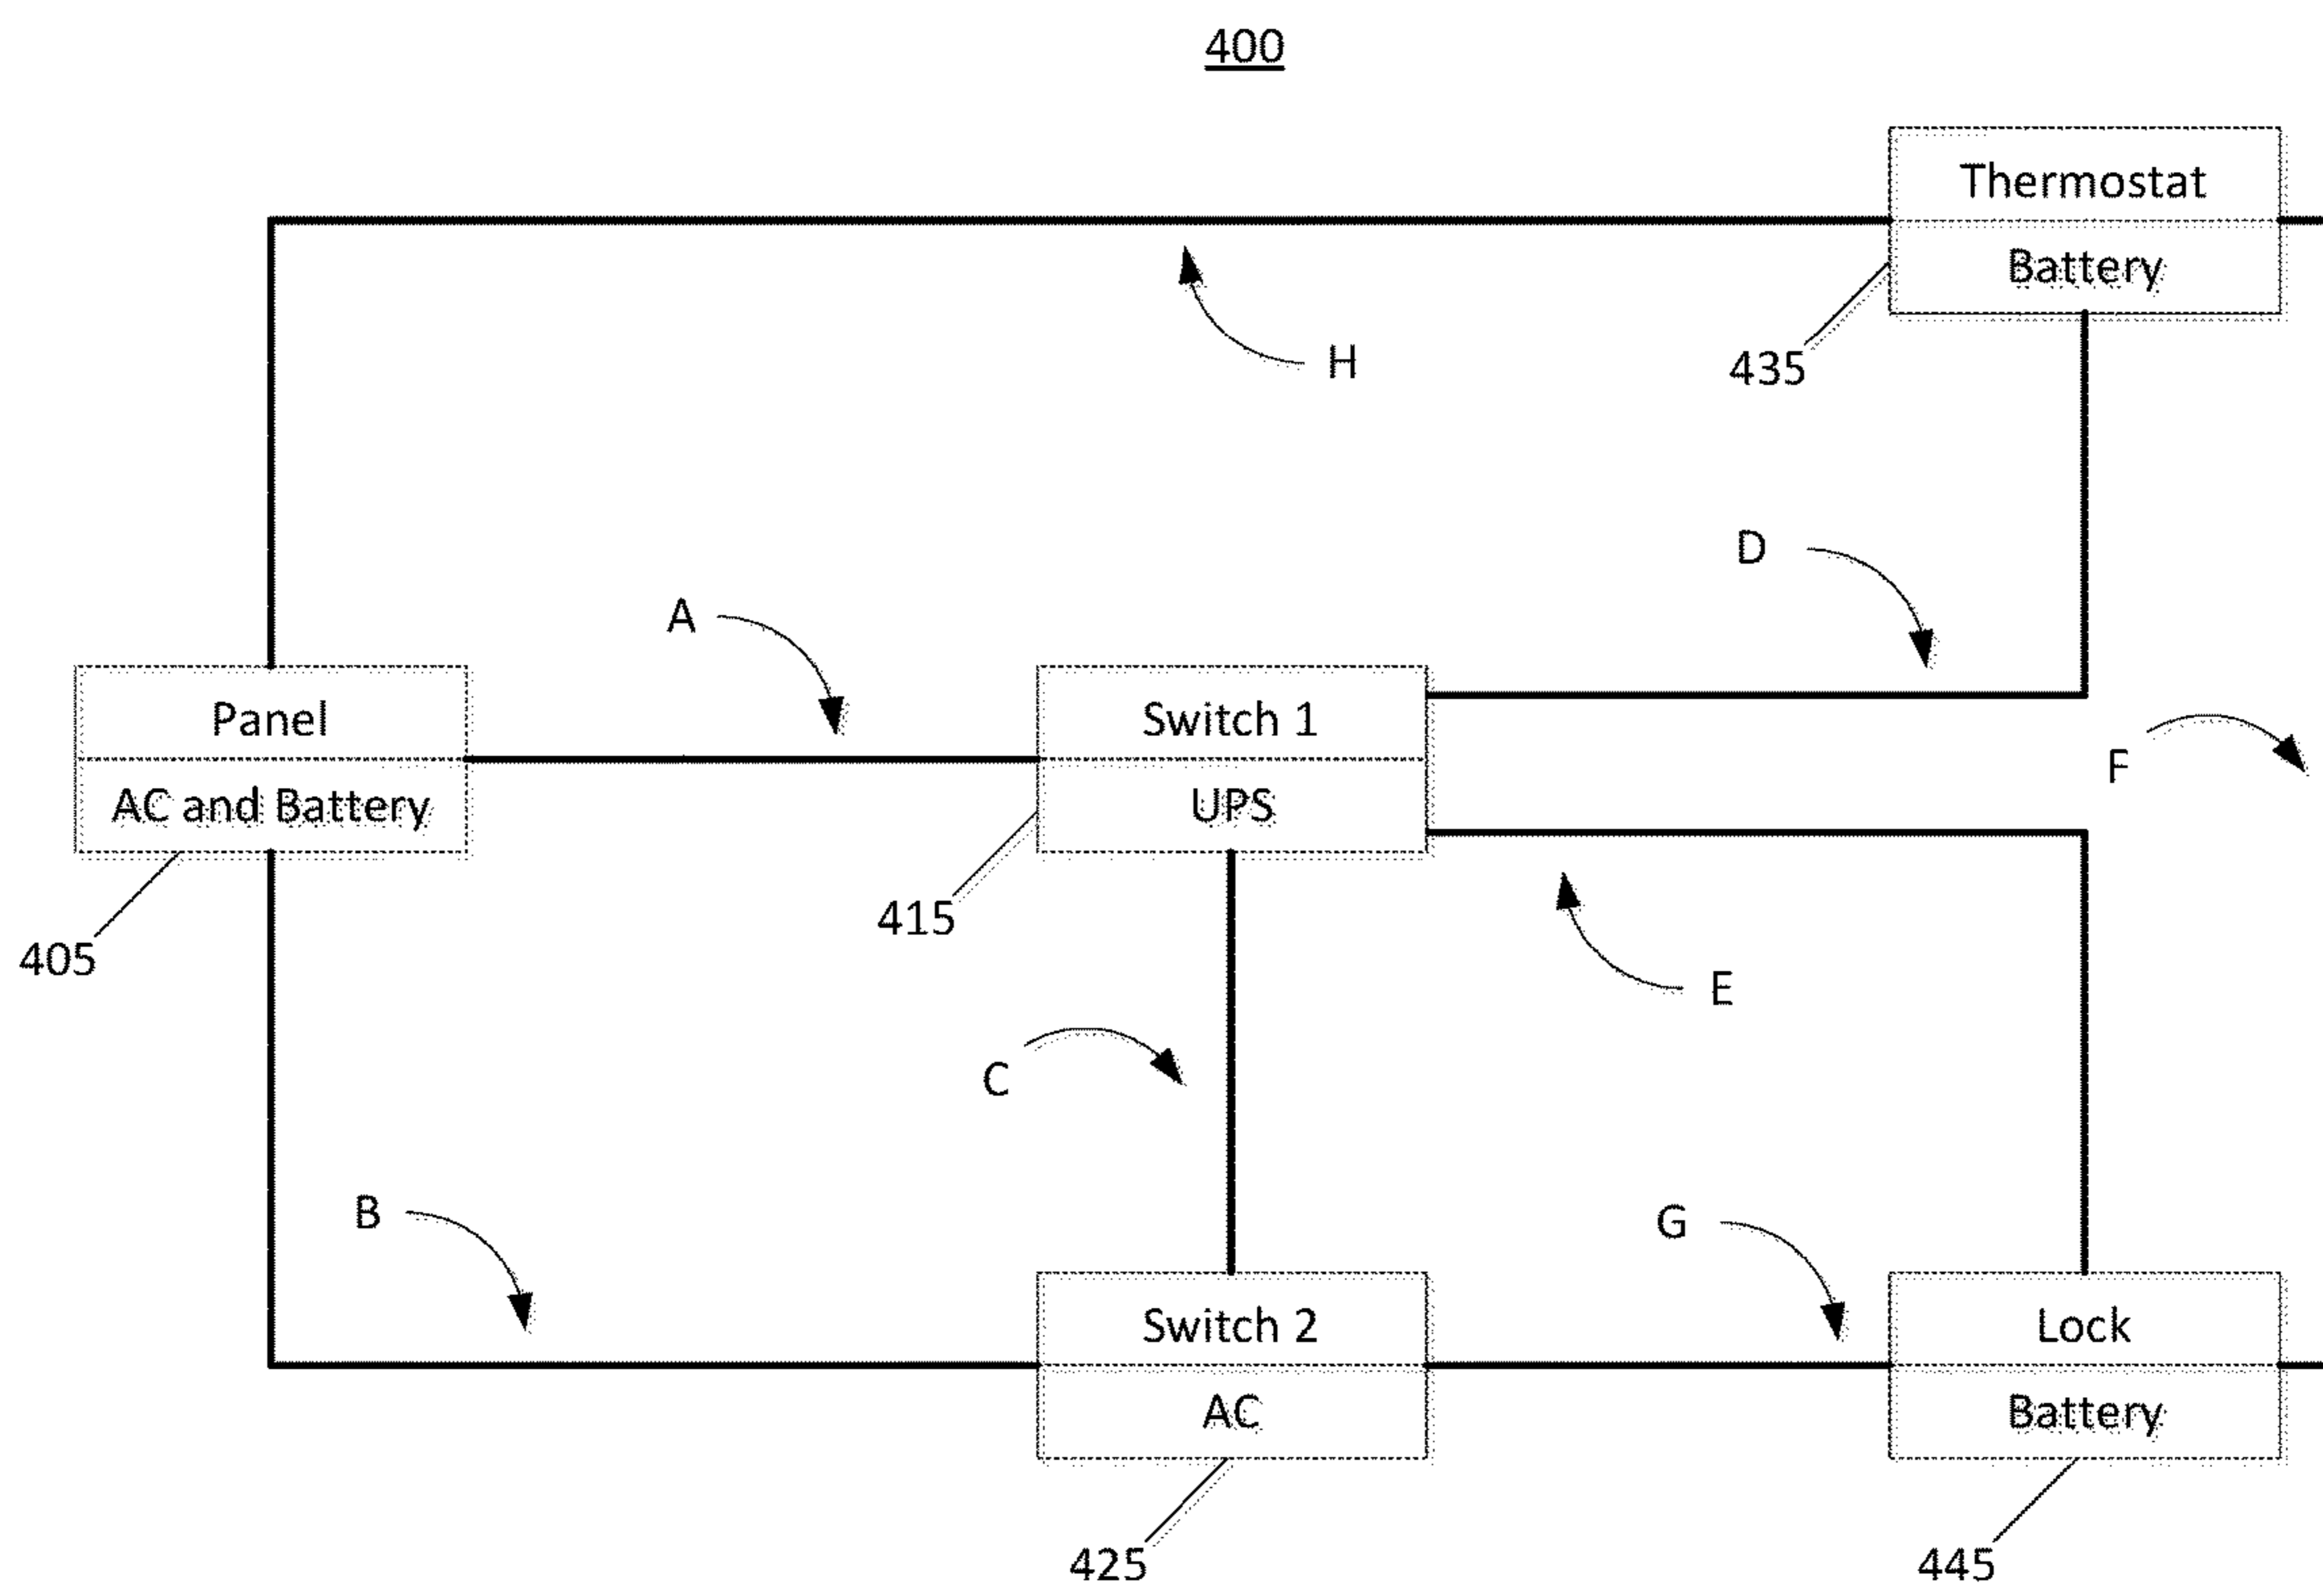 400
Thermostat
Battery
435
H
D
A
F
Panel
AC and Battery
405
Switch 1
UPS
415
E
C
B
G
Switch 2
AC
425
Lock
Battery
445